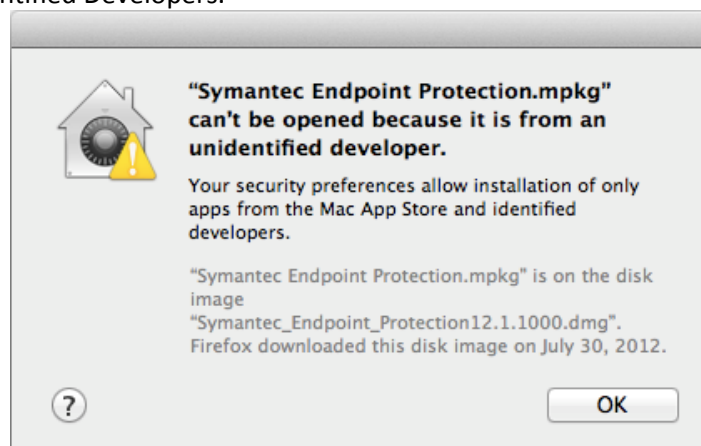 ntified Developers.
“Symantec Endpoint Protection.mpkg”
can't be opened because it is from an
unidentified developer.
Your security preferences allow installation of only
apps from the Mac App Store and identified
developers.
“Symantec Endpoint Protection.mpkg” is on the disk
image
“Symantec_Endpoint_Protection12.1.1000.dmg”.
Firefox downloaded this disk image on July 30, 2012.
?
OK